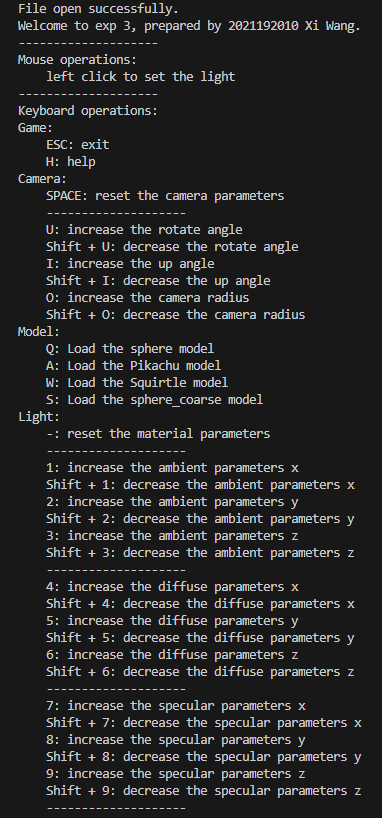 File open successfully.
Welcome to exp 3, prepared by 2021192010 Xi Wang.
--------------------
Mouse operations:
    left click to set the light
--------------------
Keyboard operations:
Game:
    ESC: exit
    H: help
Camera:
    SPACE: reset the camera parameters
    --------------------
    U: increase the rotate angle
    Shift + U: decrease the rotate angle
    I: increase the up angle
    Shift + I: decrease the up angle
    O: increase the camera radius
    Shift + O: decrease the camera radius
Model:
    Q: Load the sphere model
    A: Load the Pikachu model
    W: Load the Squirtle model
    S: Load the sphere_coarse model
Light:
    -: reset the material parameters
    --------------------
    1: increase the ambient parameters x
    Shift + 1: decrease the ambient parameters x
    2: increase the ambient parameters y
    Shift + 2: decrease the ambient parameters y
    3: increase the ambient parameters z
    Shift + 3: decrease the ambient parameters z
    --------------------
    4: increase the diffuse parameters x
    Shift + 4: decrease the diffuse parameters x
    5: increase the diffuse parameters y
    Shift + 5: decrease the diffuse parameters y
    6: increase the diffuse parameters z
    Shift + 6: decrease the diffuse parameters z
    --------------------
    7: increase the specular parameters x
    Shift + 7: decrease the specular parameters x
    8: increase the specular parameters y
    Shift + 8: decrease the specular parameters y
    9: increase the specular parameters z
    Shift + 9: decrease the specular parameters z
    --------------------